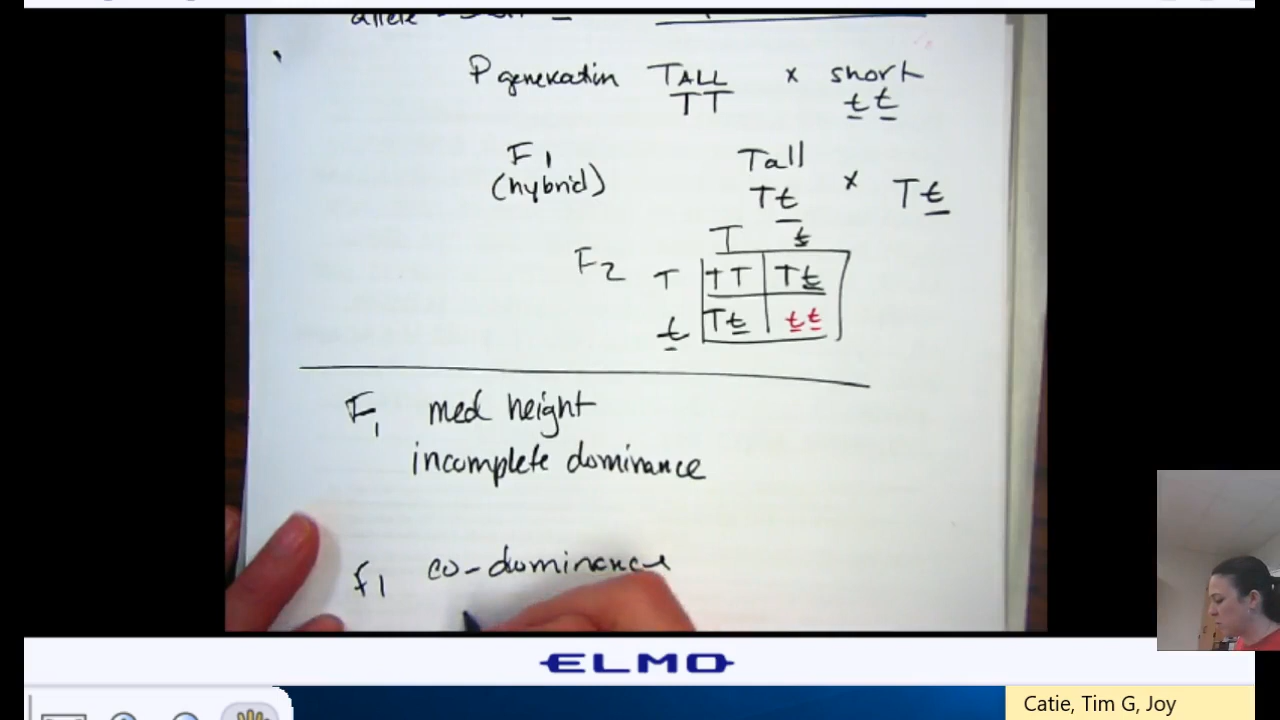 allele
P generation TALL x short
TT tt
F1 Tall
(hybrid) Tt x Tt
T t
F2 T TT Tt
t Tt tt
F1 med height
incomplete dominance
f1 co-dominance
ELMO
Catie, Tim G, Joy